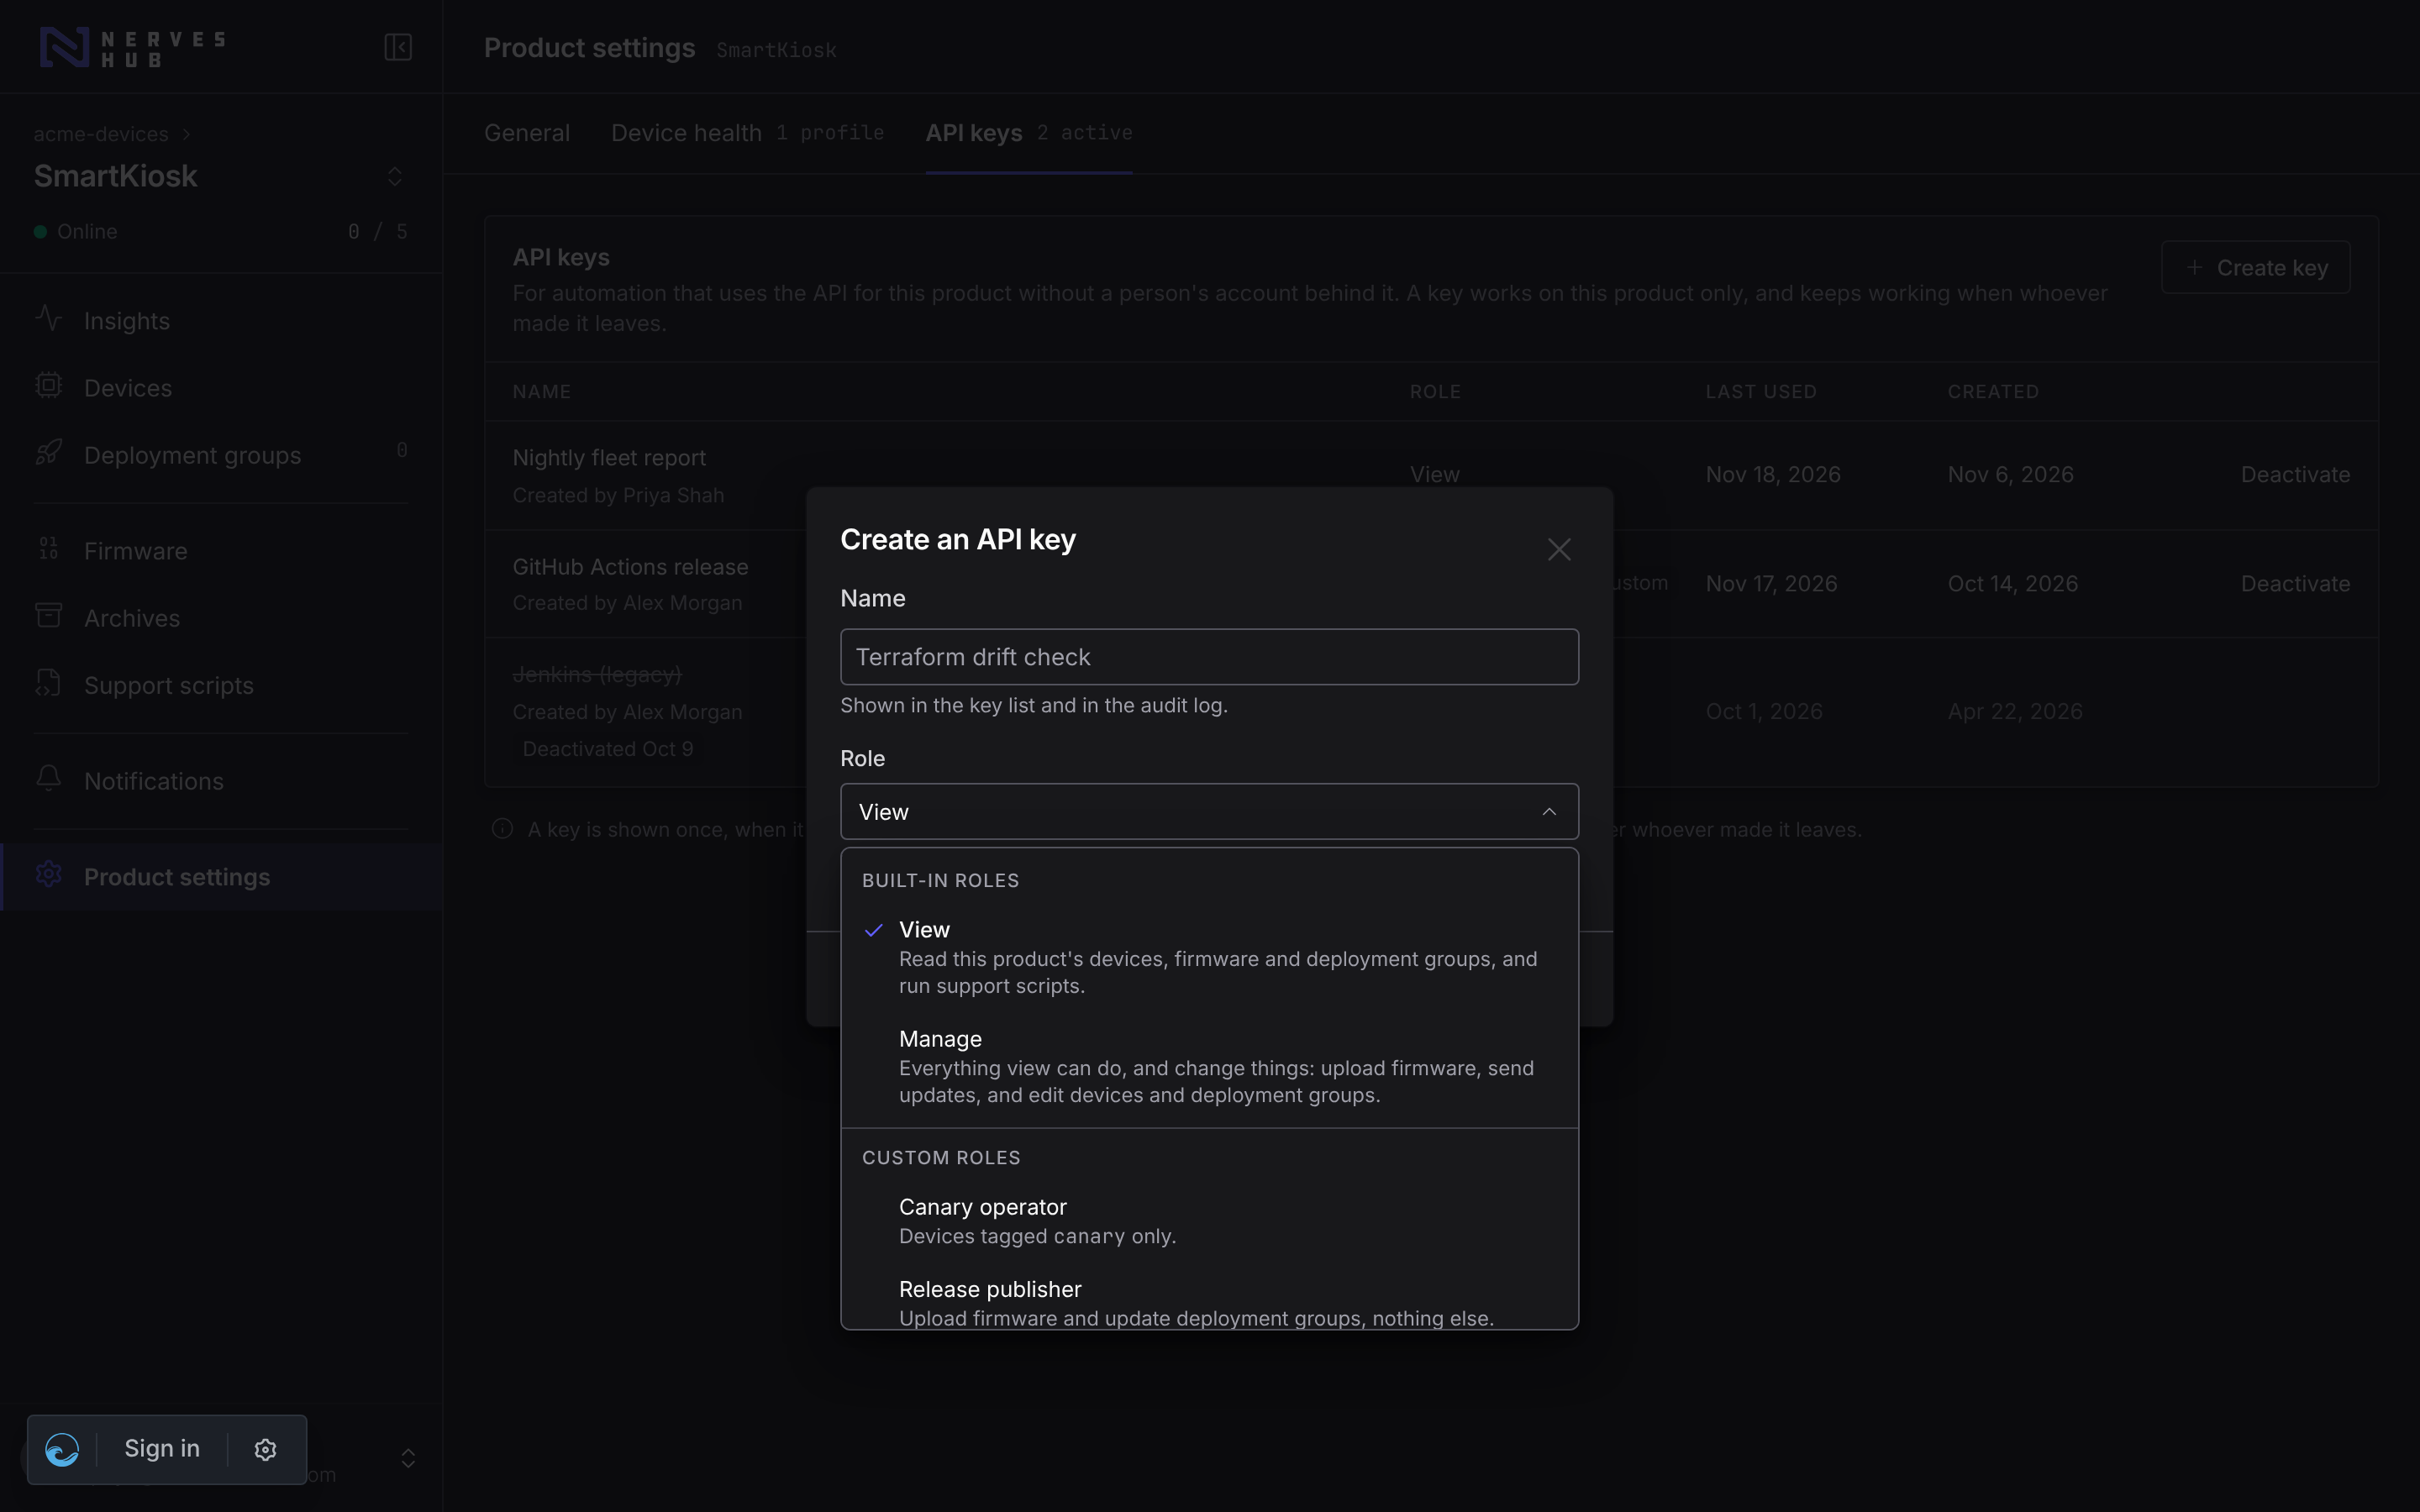 NERVES
HUB
Product settings SmartKiosk
acme-devices
SmartKiosk
Online 0 / 5
General Device health 1 profile API keys 2 active
Insights
Devices
Deployment groups 0
Firmware
Archives
Support scripts
Notifications
Product settings
API keys
For automation that uses the API for this product without a person's account behind it. A key works on this product only, and keeps working when whoever
made it leaves.
Create key
NAME ROLE LAST USED CREATED
Nightly fleet report
Created by Priya Shah
View Nov 18, 2026 Nov 6, 2026 Deactivate
GitHub Actions release
Created by Alex Morgan
Nov 17, 2026 Oct 14, 2026 Deactivate
Jenkins (legacy)
Created by Alex Morgan
Deactivated Oct 9
Oct 1, 2026 Apr 22, 2026
A key is shown once, when it
whoever made it leaves.
Create an API key
Name
Terraform drift check
Shown in the key list and in the audit log.
Role
View
BUILT-IN ROLES
View
Read this product's devices, firmware and deployment groups, and
run support scripts.
Manage
Everything view can do, and change things: upload firmware, send
updates, and edit devices and deployment groups.
CUSTOM ROLES
Canary operator
Devices tagged canary only.
Release publisher
Upload firmware and update deployment groups, nothing else.
Sign in